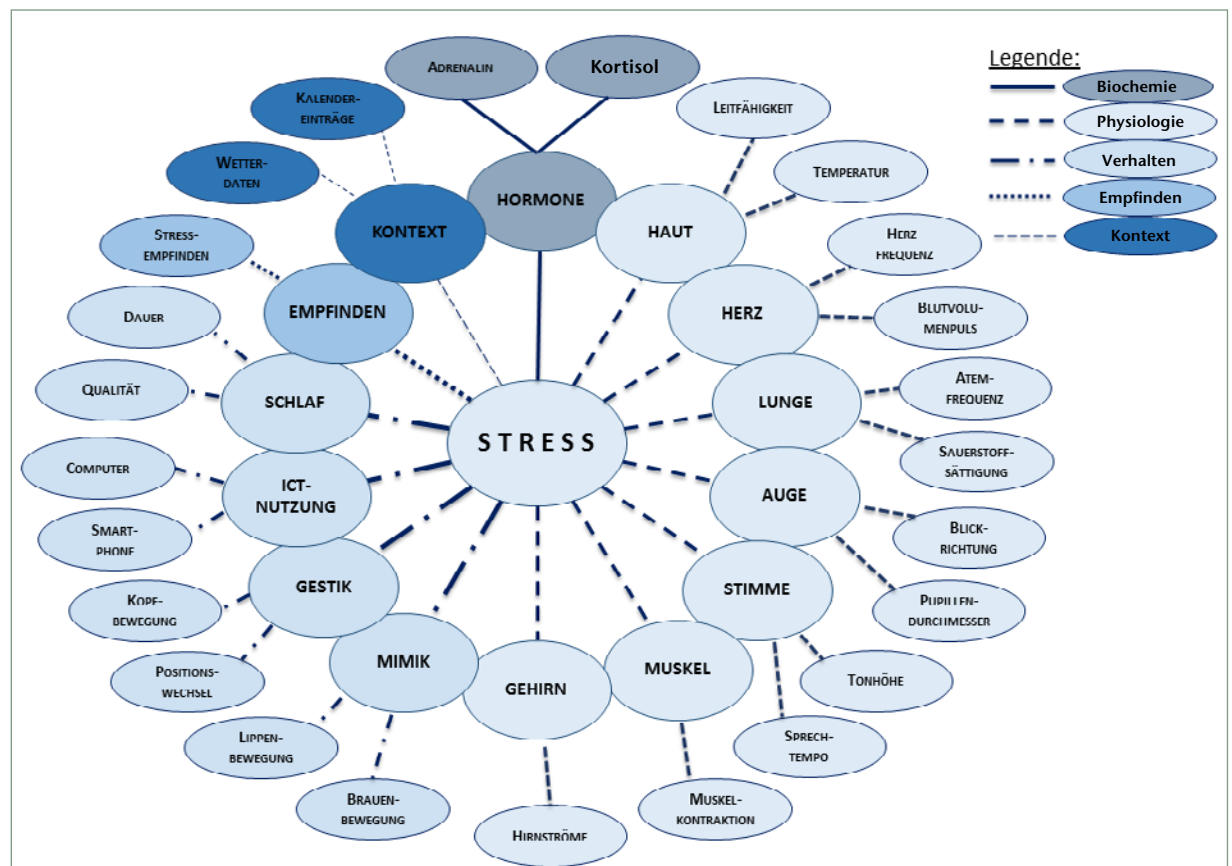 Legende:
Biochemie
Physiologie
Verhalten
Empfinden
Kontext
STRESS
HORMONE
ADRENALIN
Kortisol
HAUT
LEITFÄHIGKEIT
TEMPERATUR
HERZ
HERZ
FREQUENZ
BLUTVOLU-
MENPULS
LUNGE
ATEM-
FREQUENZ
SAUERSTOFF-
SÄTTIGUNG
AUGE
BLICK-
RICHTUNG
PUPILLEN-
DURCHMESSER
STIMME
TONHÖHE
SPRECH-
TEMPO
MUSKEL
MUSKEL-
KONTRAKTION
GEHIRN
HIRNSTRÖME
MIMIK
BRAUEN-
BEWEGUNG
LIPPEN-
BEWEGUNG
GESTIK
POSITIONS-
WECHSEL
KOPF-
BEWEGUNG
ICT-
NUTZUNG
SMART-
PHONE
COMPUTER
SCHLAF
QUALITÄT
DAUER
EMPFINDEN
STRESS-
EMPFINDEN
KONTEXT
WETTER-
DATEN
KALENDER-
EINTRÄGE